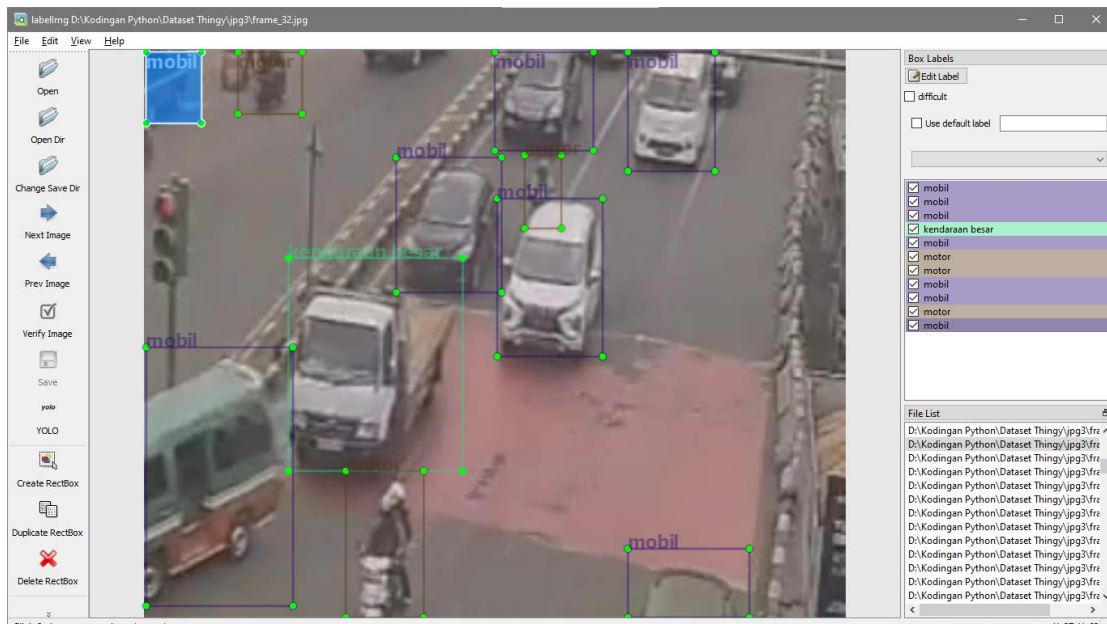 labelImg D:\Kodingan Python\Dataset Thingy\jpg3\frame_32.jpg
File Edit View Help
Open
Open Dir
Change Save Dir
Next Image
Prev Image
Verify Image
Save
yolo
YOLO
Create RectBox
Duplicate RectBox
Delete RectBox
mobil
motor
mobil
mobil
mobil
motor
mobil
kendaraan besar
mobil
motor
mobil
Box Labels
Edit Label
difficult
Use default label
mobil
mobil
mobil
kendaraan besar
mobil
motor
motor
mobil
mobil
motor
mobil
File List
D:\Kodingan Python\Dataset Thingy\jpg3\fra
D:\Kodingan Python\Dataset Thingy\jpg3\fra
D:\Kodingan Python\Dataset Thingy\jpg3\fra
D:\Kodingan Python\Dataset Thingy\jpg3\fra
D:\Kodingan Python\Dataset Thingy\jpg3\fra
D:\Kodingan Python\Dataset Thingy\jpg3\fra
D:\Kodingan Python\Dataset Thingy\jpg3\fra
D:\Kodingan Python\Dataset Thingy\jpg3\fra
D:\Kodingan Python\Dataset Thingy\jpg3\fra
D:\Kodingan Python\Dataset Thingy\jpg3\fra
D:\Kodingan Python\Dataset Thingy\jpg3\fra
D:\Kodingan Python\Dataset Thingy\jpg3\fra
D:\Kodingan Python\Dataset Thingy\jpg3\fra